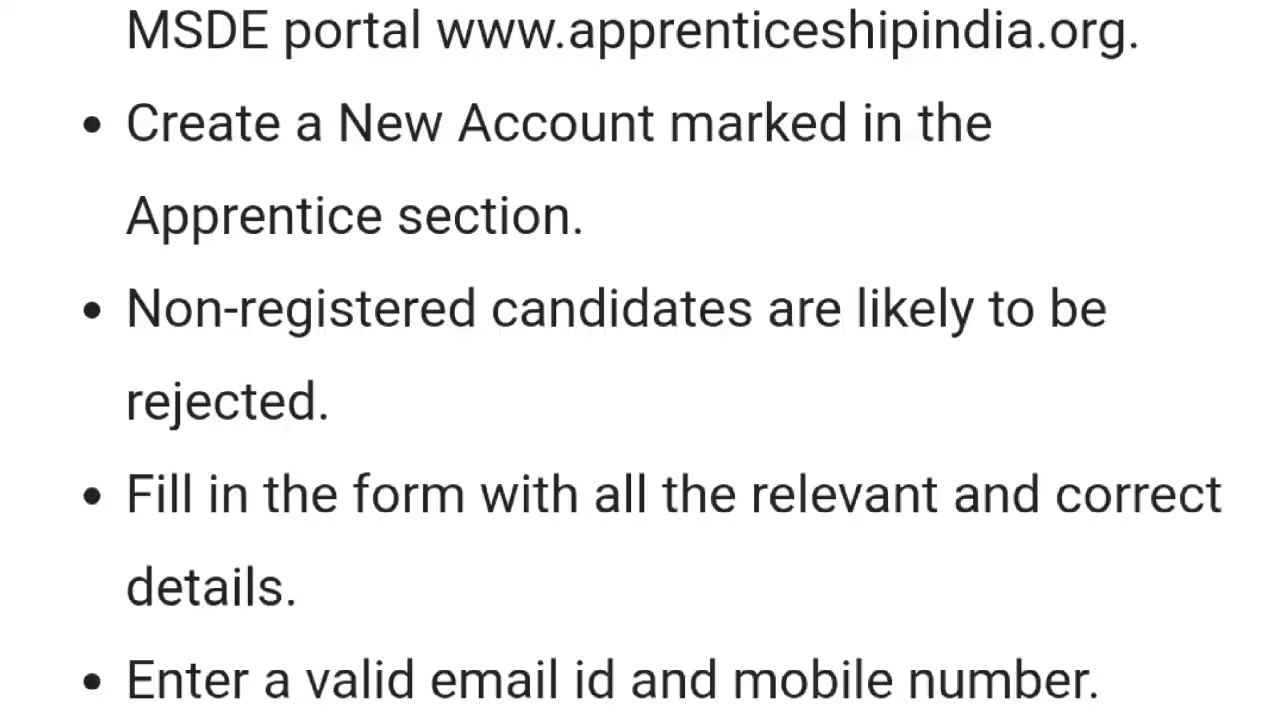 MSDE portal www.apprenticeshipindia.org.
• Create a New Account marked in the
Apprentice section.
• Non-registered candidates are likely to be
rejected.
• Fill in the form with all the relevant and correct
details.
• Enter a valid email id and mobile number.